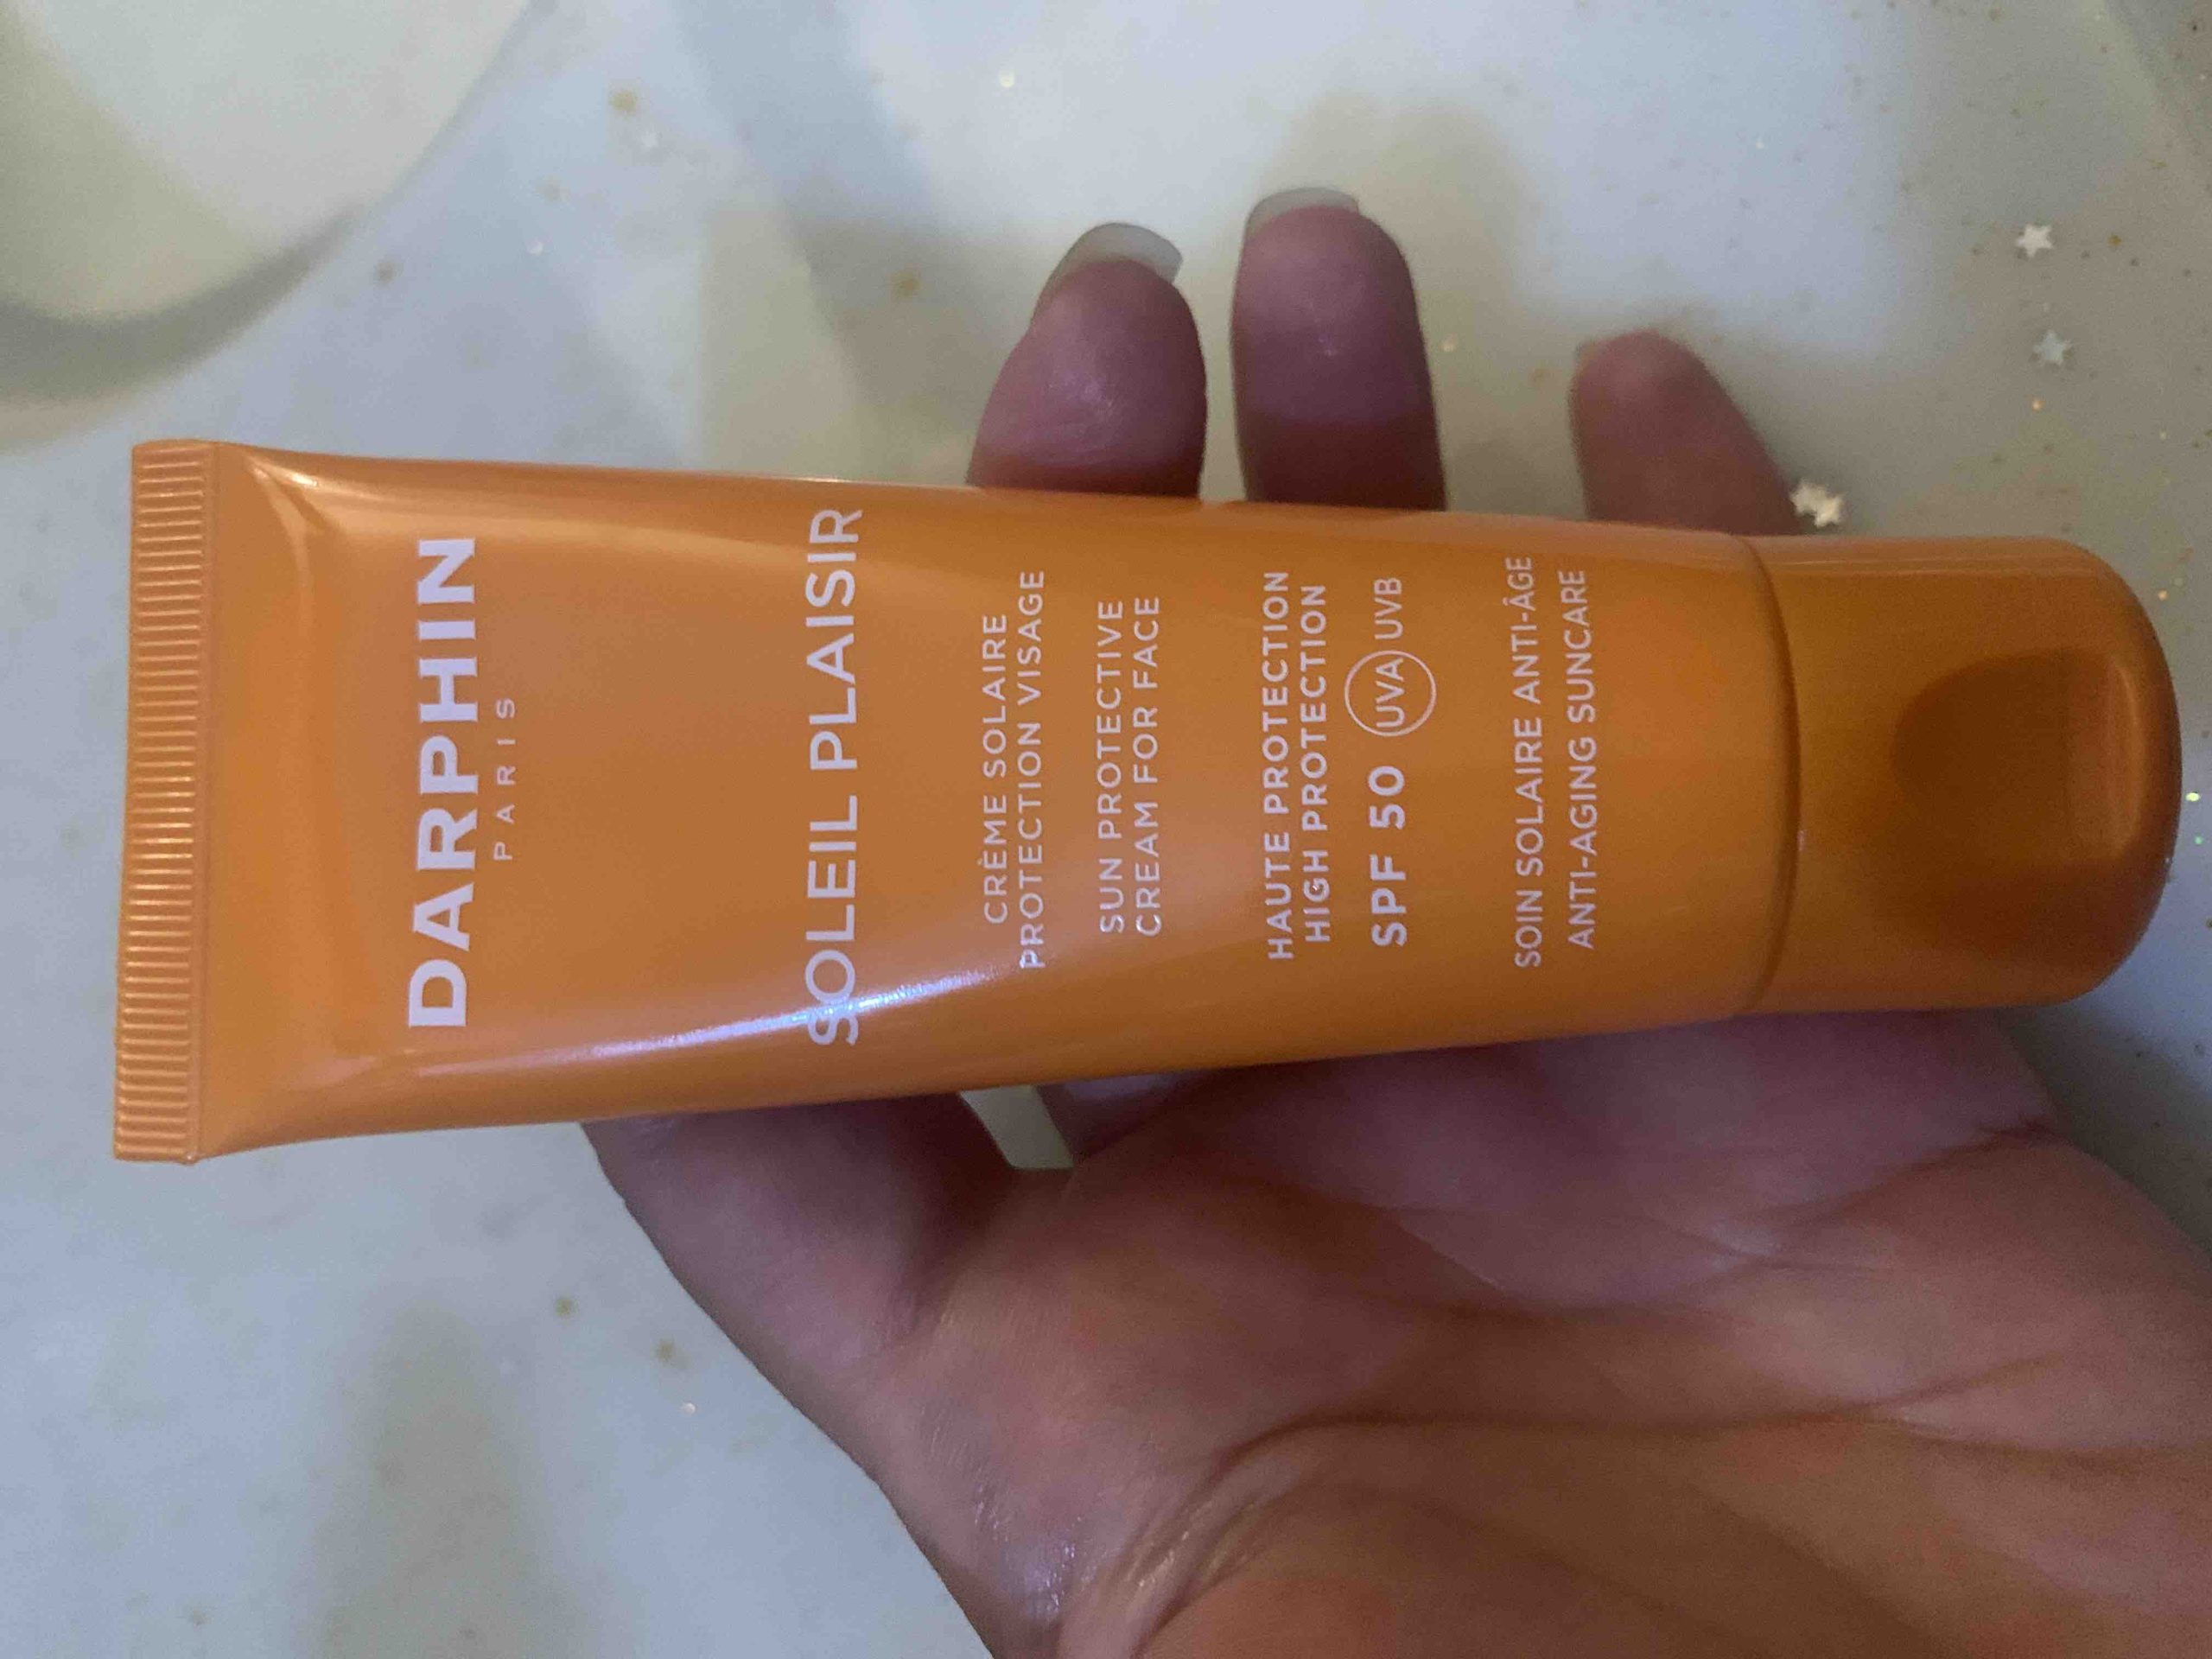 DARPHIN
PARIS
SOLEIL PLAISIR
CRÈME SOLAIRE
PROTECTION VISAGE
SUN PROTECTIVE
CREAM FOR FACE
HAUTE PROTECTION
HIGH PROTECTION
SPF 50 UVA UVB
SOIN SOLAIRE ANTI-ÂGE
ANTI-AGING SUNCARE